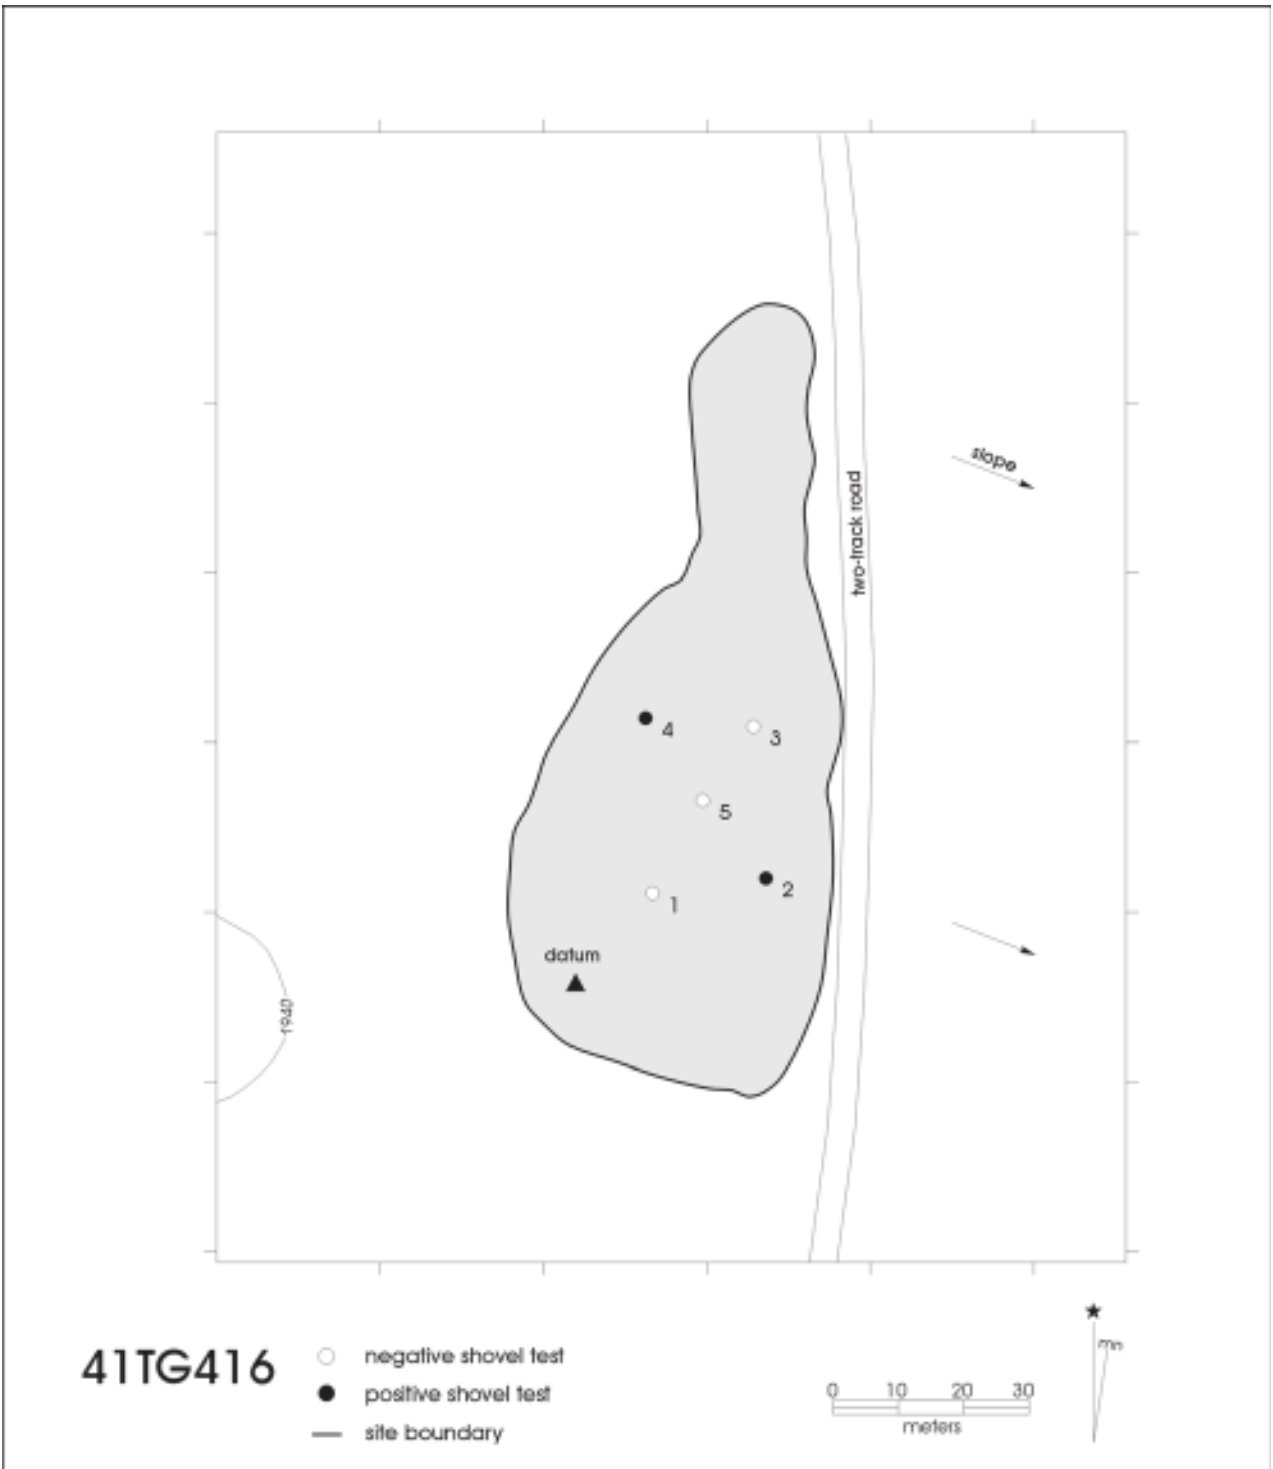 slope
two-track road
4
3
5
2
1
datum
1940
mn
41TG416
negative shovel test
positive shovel test
site boundary
0 10 20 30
meters